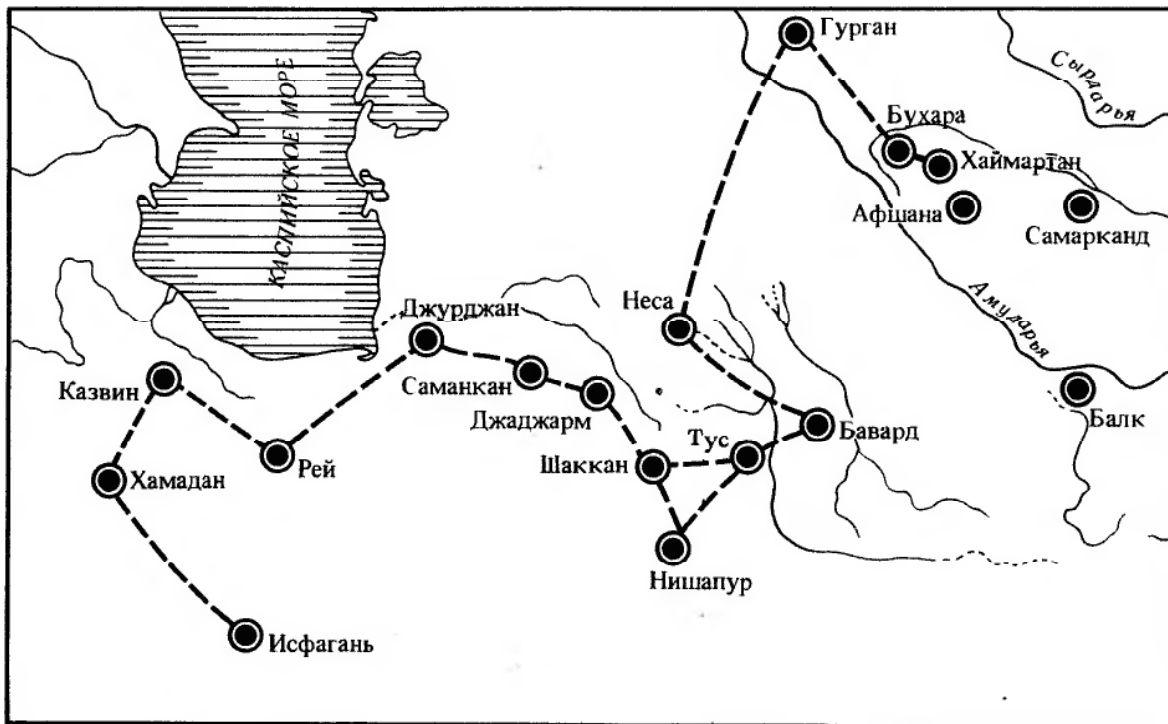 Гурган
Сырдарья
КАСПИЙСКОЕ МОРЕ
Бухара
Хаймартан
Афшана
Самарканд
Джурджан
Неса
Амударья
Казвин
Саманкан
Джаджарм
Балк
Тус
Бавард
Рей
Шаккан
Хамадан
Нишапур
Исфагань